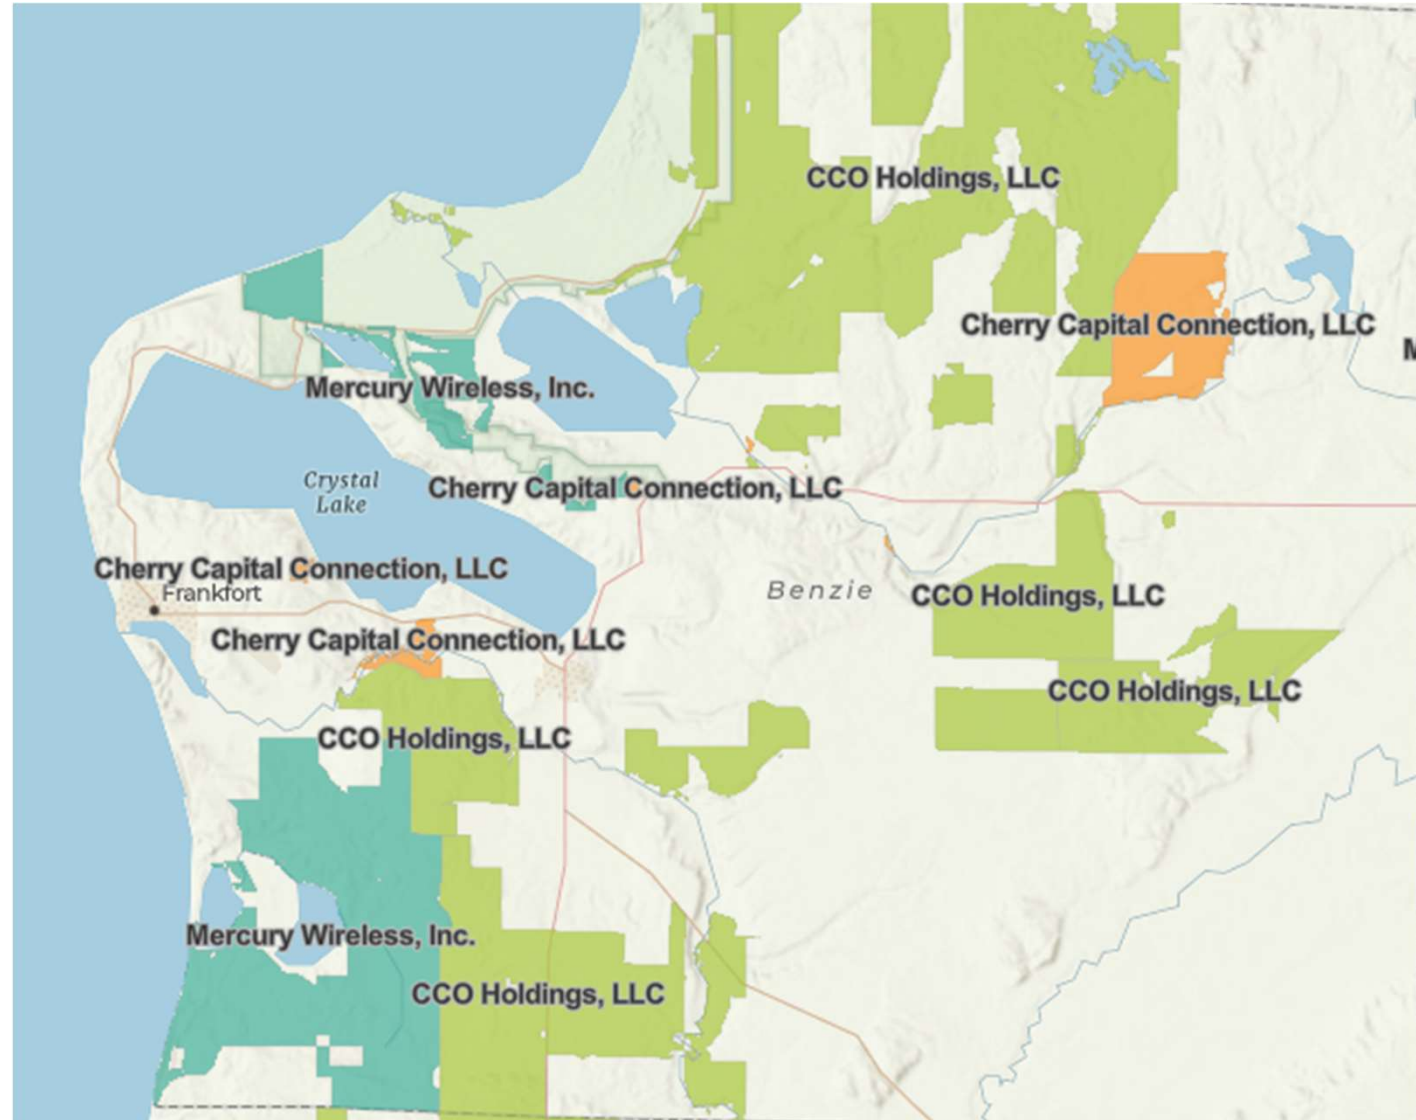 CCO Holdings, LLC
Cherry Capital Connection, LLC
M
Mercury Wireless, Inc.
Crystal
Lake
Cherry Capital Connection, LLC
Cherry Capital Connection, LLC
Frankfort
Benzie
CCO Holdings, LLC
Cherry Capital Connection, LLC
CCO Holdings, LLC
CCO Holdings, LLC
Mercury Wireless, Inc.
CCO Holdings, LLC